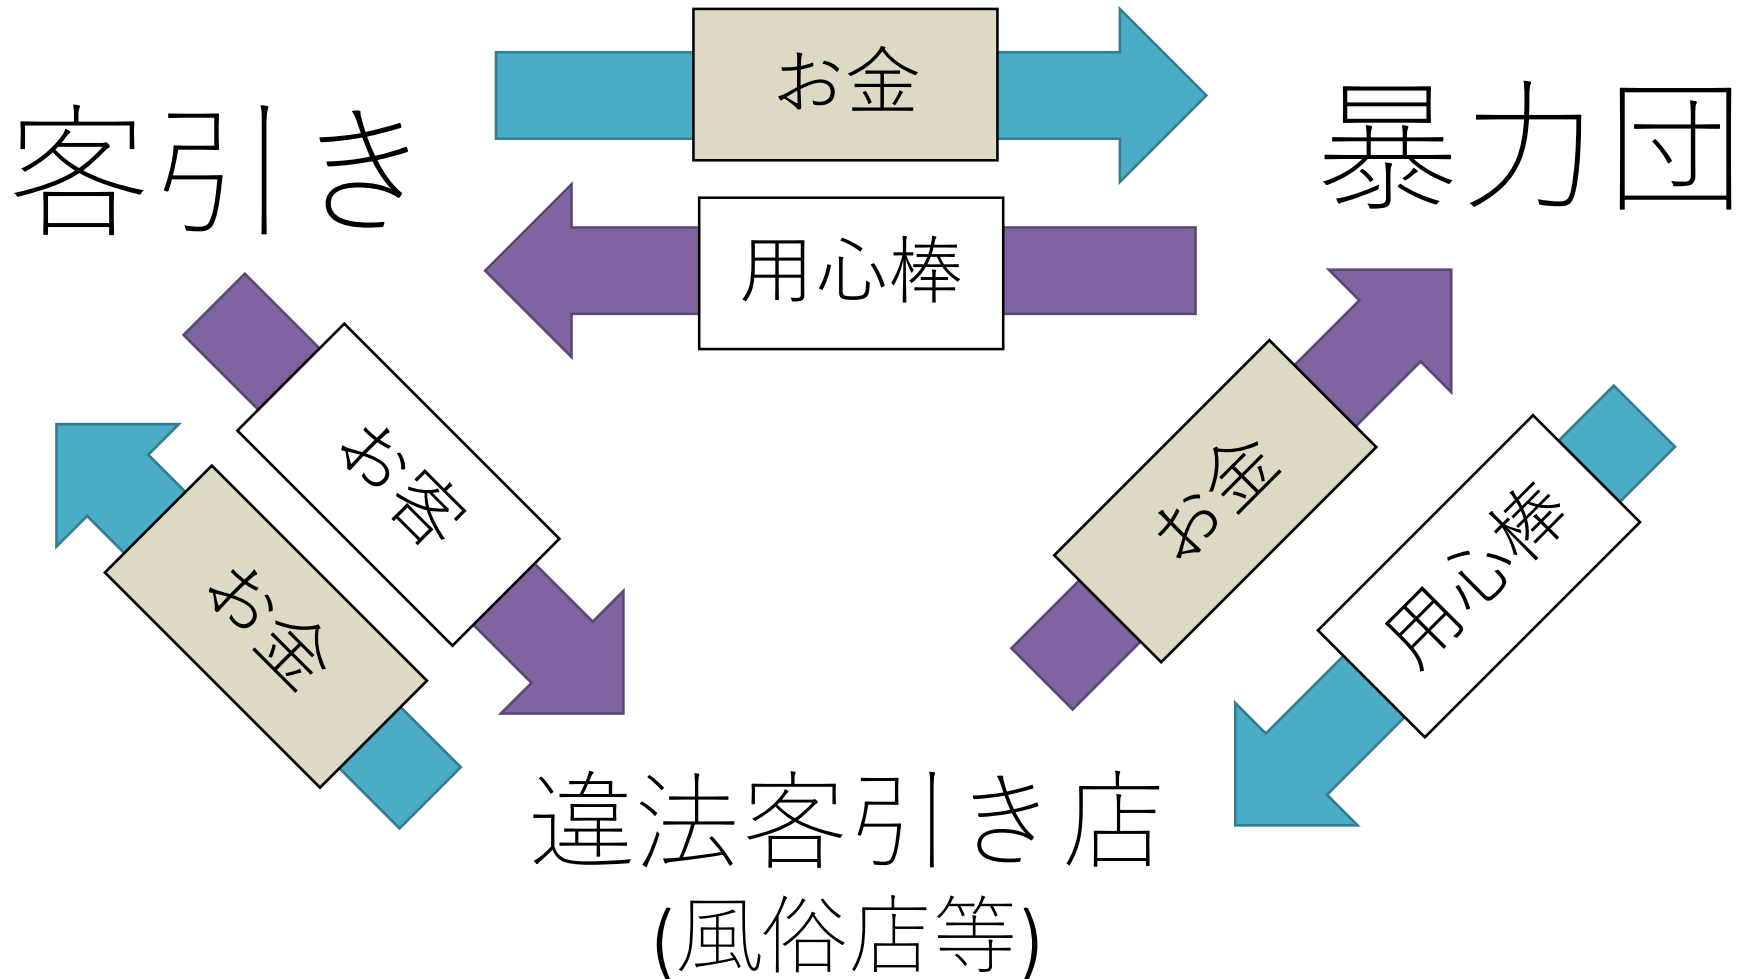 お金
客引き
暴力団
用心棒
お客
お金
お金
用心棒
違法客引き店
(風俗店等)